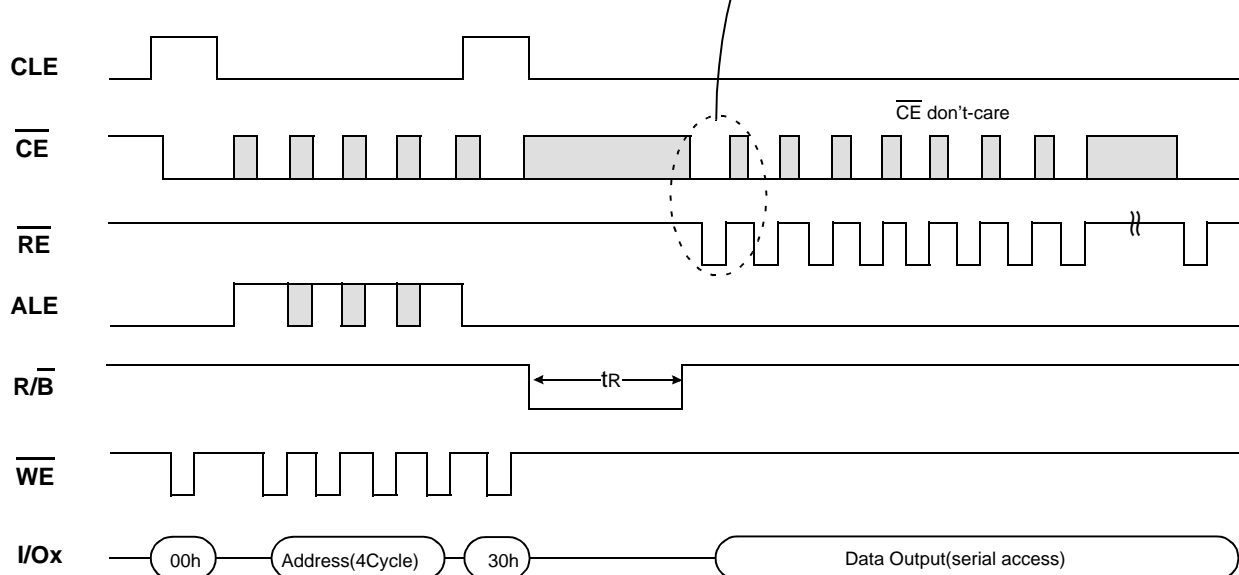 CLE
CE
CE don't-care
RE
ALE
R/B
tR
WE
I/Ox
00h
Address(4Cycle)
30h
Data Output(serial access)